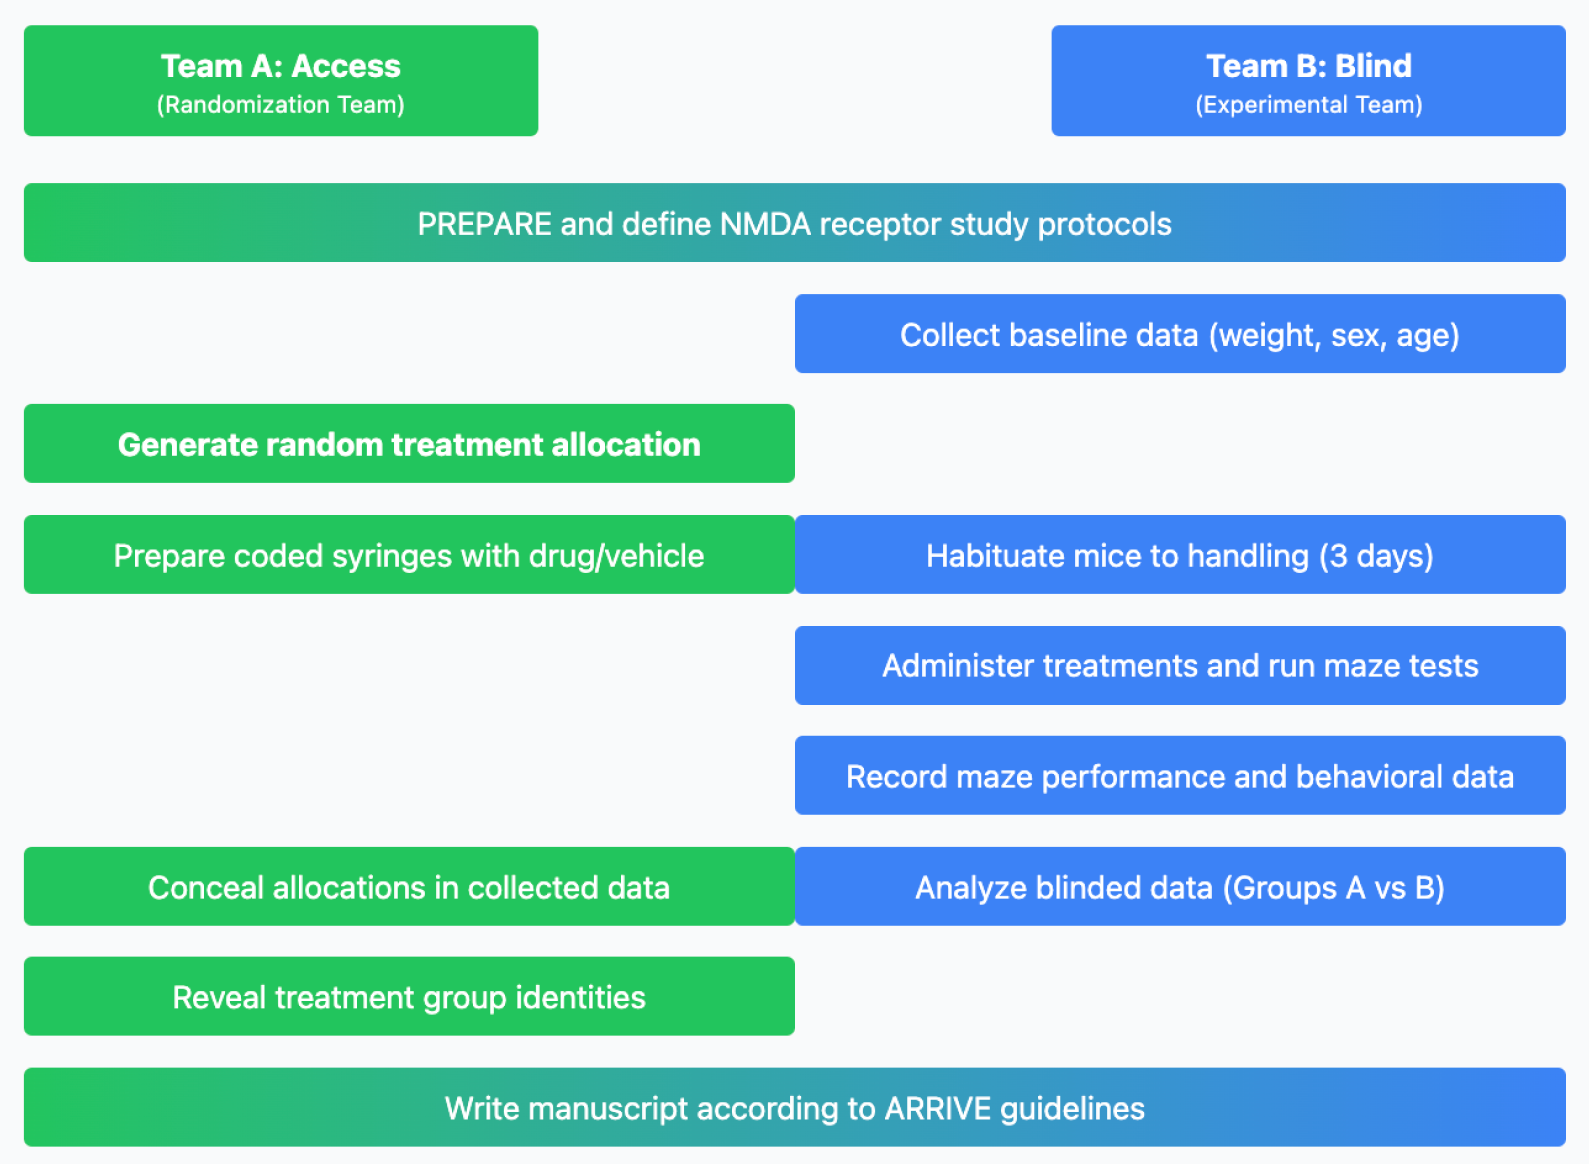 Team A: Access
(Randomization Team)
Team B: Blind
(Experimental Team)
PREPARE and define NMDA receptor study protocols
Collect baseline data (weight, sex, age)
Generate random treatment allocation
Prepare coded syringes with drug/vehicle
Habituate mice to handling (3 days)
Administer treatments and run maze tests
Record maze performance and behavioral data
Conceal allocations in collected data
Analyze blinded data (Groups A vs B)
Reveal treatment group identities
Write manuscript according to ARRIVE guidelines